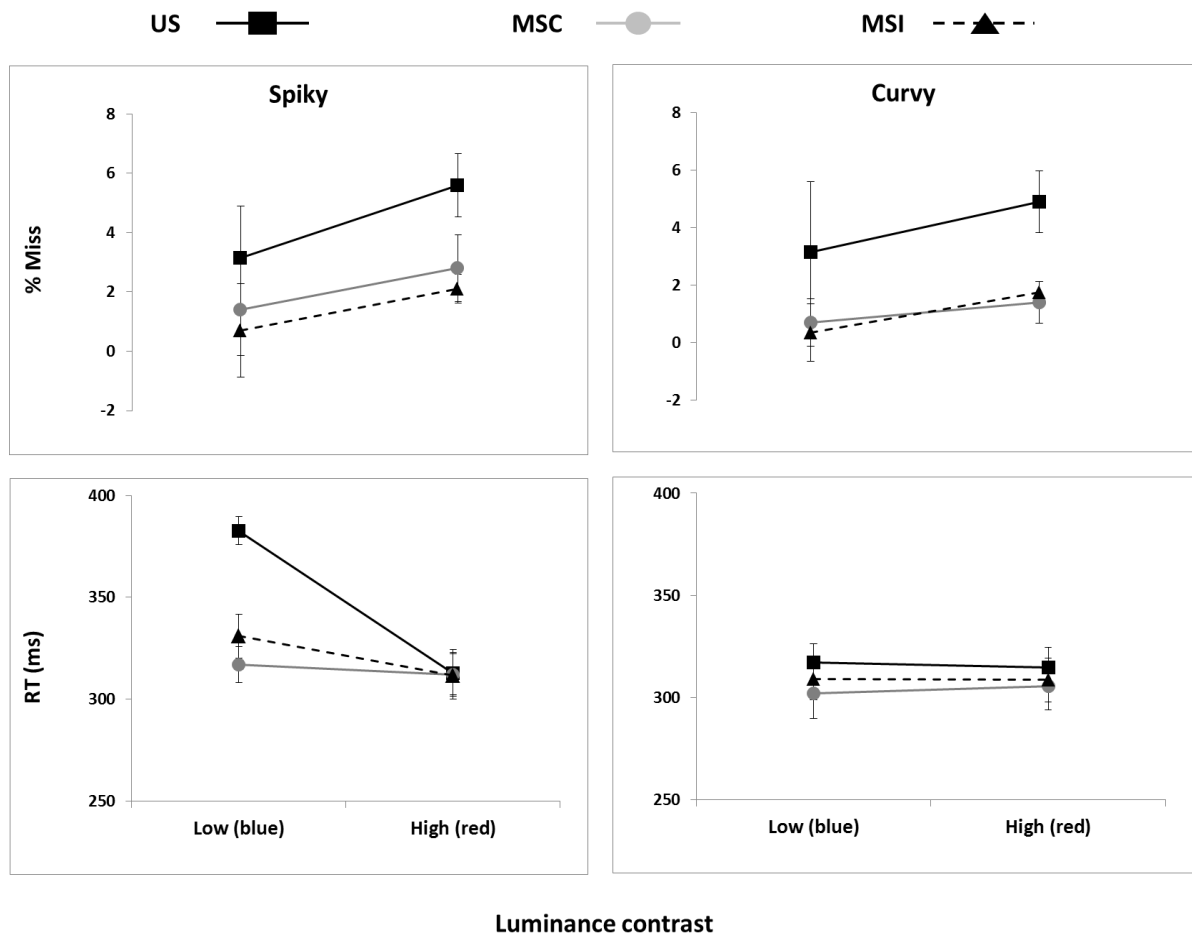 US MSC MSI
Spiky
8
6
4
2
0
-2
% Miss
Curvy
8
6
4
2
0
-2
400
350
300
250
RT (ms)
Low (blue) High (red)
400
350
300
250
Low (blue) High (red)
Luminance contrast